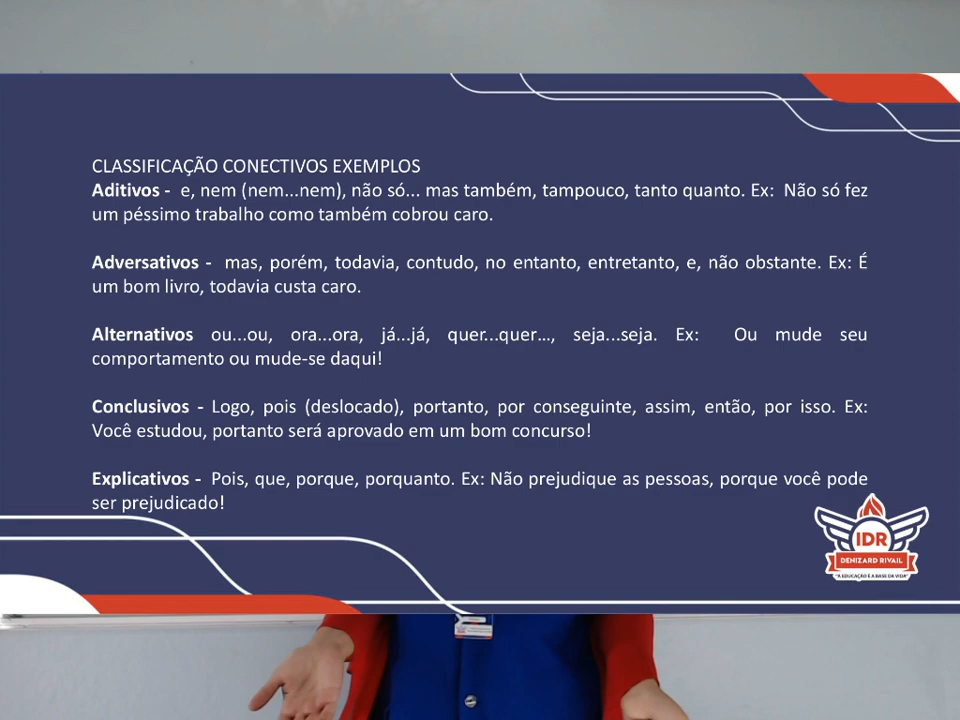 CLASSIFICAÇÃO CONECTIVOS EXEMPLOS
Aditivos - e, nem (nem...nem), não só... mas também, tampouco, tanto quanto. Ex: Não só fez
um péssimo trabalho como também cobrou caro.
Adversativos - mas, porém, todavia, contudo, no entanto, entretanto, e, não obstante. Ex: É
um bom livro, todavia custa caro.
Alternativos ou...ou, ora...ora, já...já, quer...quer..., seja...seja. Ex: Ou mude seu
comportamento ou mude-se daqui!
Conclusivos - Logo, pois (deslocado), portanto, por conseguinte, assim, então, por isso. Ex:
Você estudou, portanto será aprovado em um bom concurso!
Explicativos - Pois, que, porque, porquanto. Ex: Não prejudique as pessoas, porque você pode
ser prejudicado!
IDR
DENIZARD RIVAIL
"A EDUCAÇÃO É A BASE DA VIDA"